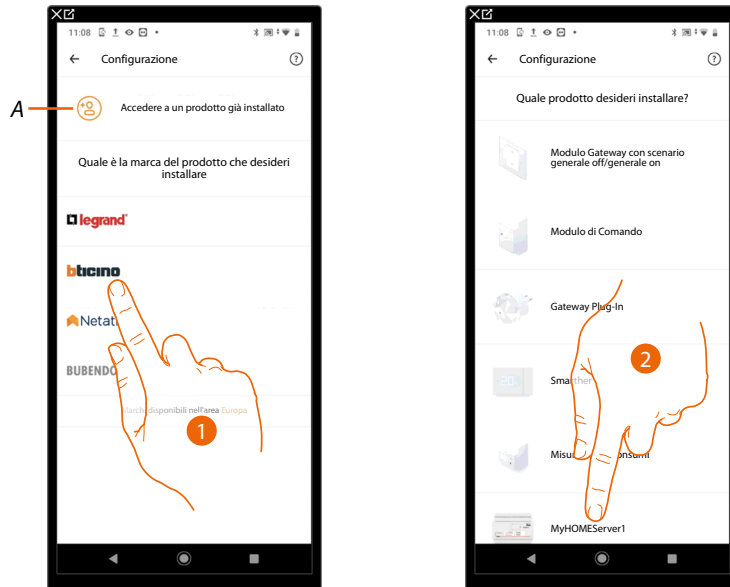 11:08
Configurazione
?
A
Accedere a un prodotto già installato
Quale è la marca del prodotto che desideri
installare
legrand
bticino
Netat
BUBENDO
March disponibili nell'area Europa
1
11:08
Configurazione
?
Quale prodotto desideri installare?
Modulo Gateway con scenario
generale off/generale on
Modulo di Comando
Gateway Plug-In
Sma ther
Misu onsumi
MyHOMEServer1
2